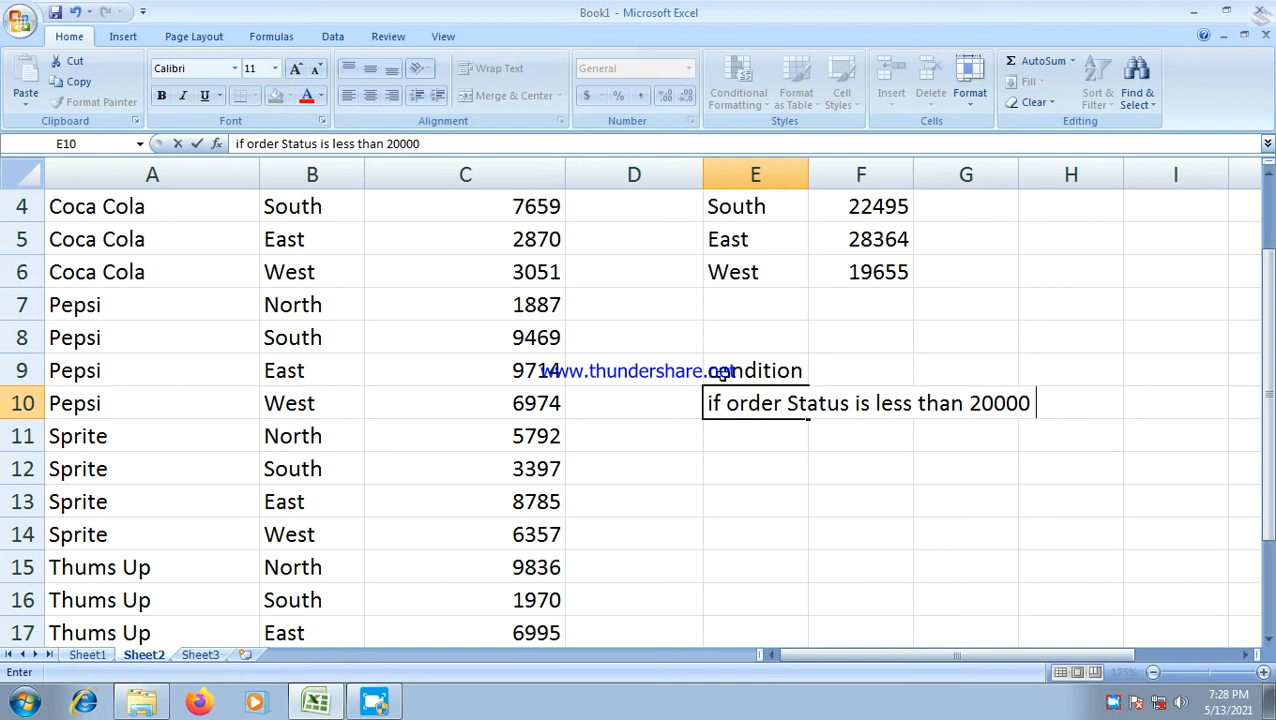 Book1 - Microsoft Excel
Home Insert Page Layout Formulas Data Review View
Paste
Cut
Copy
Format Painter
Clipboard
Calibri 11
B I U
Font
Wrap Text
Merge & Center
Alignment
General
$ % ,
Number
Conditional Formatting
Format as Table
Cell Styles
Styles
Insert
Delete
Format
Cells
AutoSum
Fill
Clear
Sort & Filter
Find & Select
Editing
E10 fx if order Status is less than 20000
A B C D E F G H I
4 Coca Cola South 7659 South 22495
5 Coca Cola East 2870 East 28364
6 Coca Cola West 3051 West 19655
7 Pepsi North 1887
8 Pepsi South 9469
9 Pepsi East 9714 www.thundershare.net condition
10 Pepsi West 6974 if order Status is less than 20000
11 Sprite North 5792
12 Sprite South 3397
13 Sprite East 8785
14 Sprite West 6357
15 Thums Up North 9836
16 Thums Up South 1970
17 Thums Up East 6995
Sheet1 Sheet2 Sheet3
Enter 175%
7:28 PM
5/13/2021